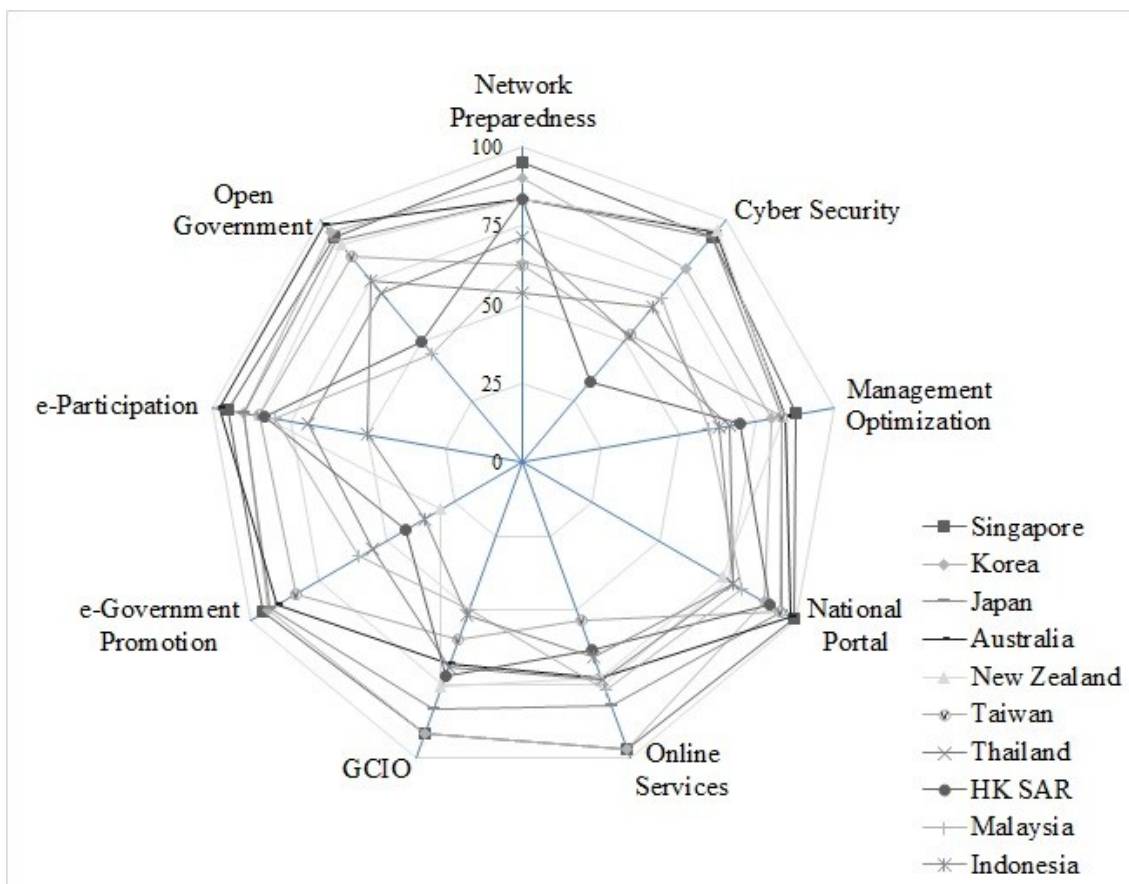 Network
Preparedness
100
75
50
25
0
Cyber Security
Management
Optimization
National
Portal
Online
Services
GCIO
e-Government
Promotion
e-Participation
Open
Government
Singapore
Korea
Japan
Australia
New Zealand
Taiwan
Thailand
HK SAR
Malaysia
Indonesia